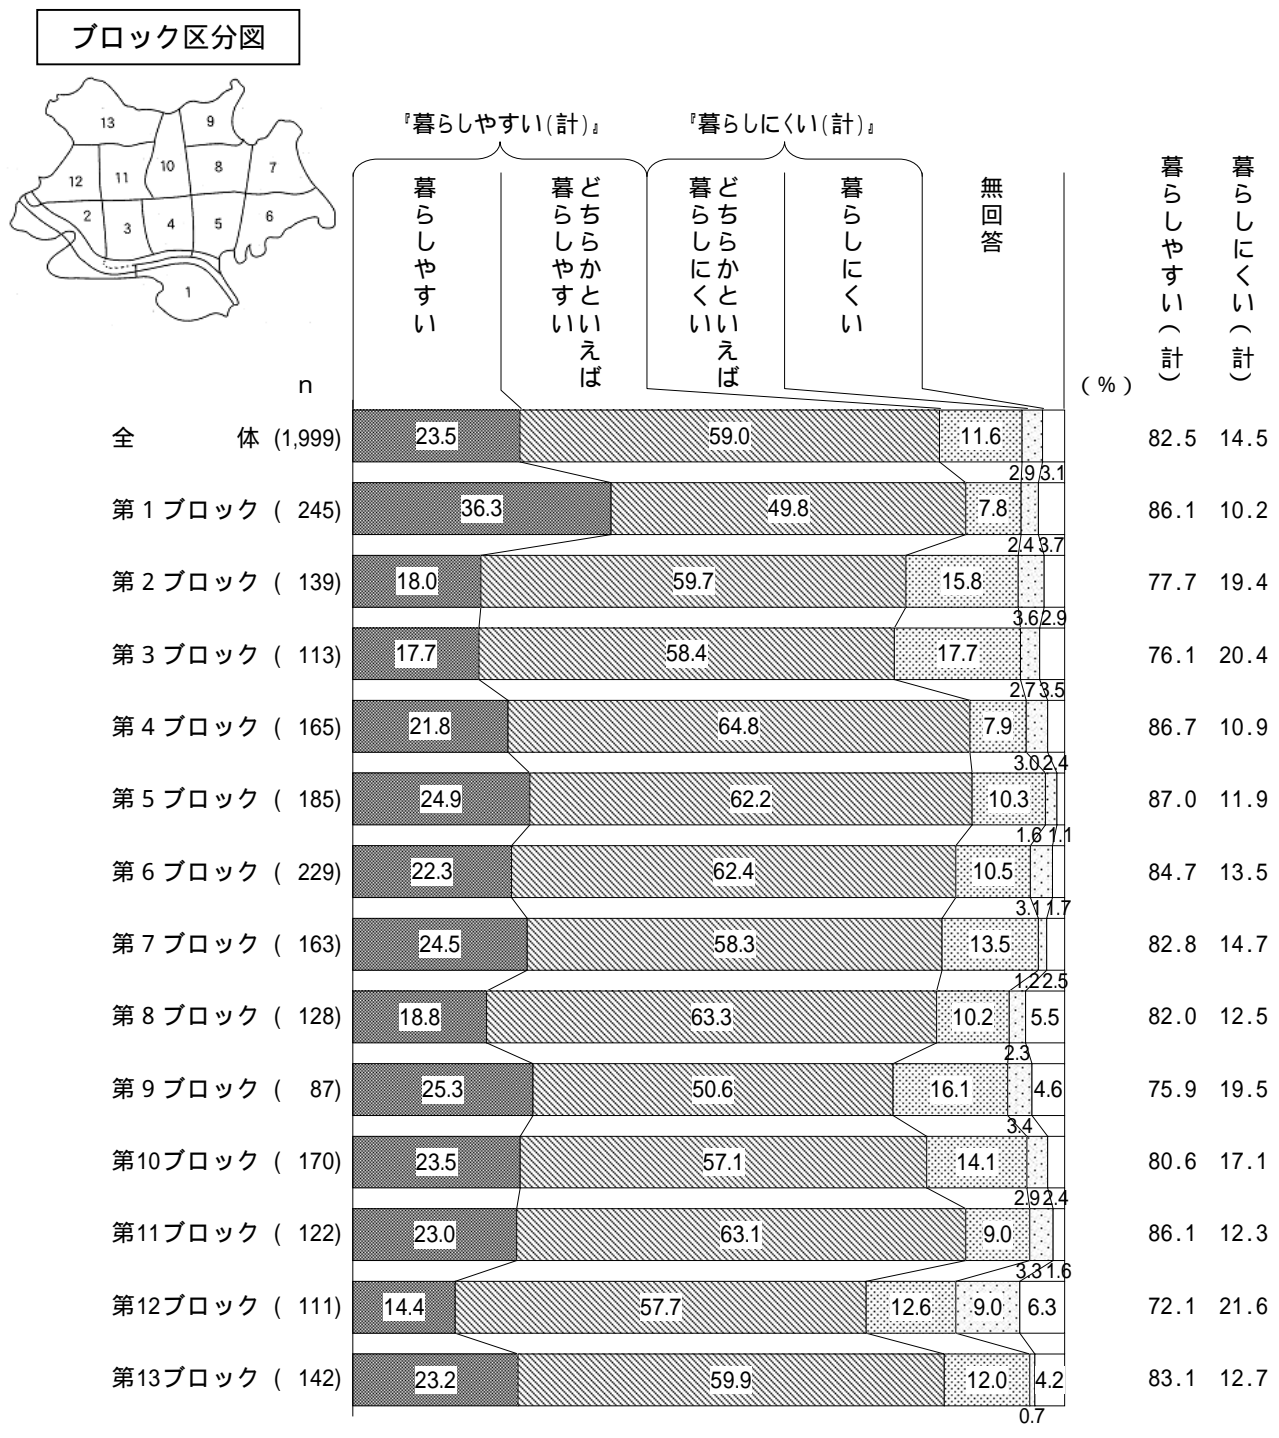 ブロック区分図
13
9
12
11
10
8
7
2
3
4
5
6
1
『暮らしやすい(計)』
『暮らしにくい(計)』
暮らしやすい
どちらかといえば
暮らしやすい
どちらかといえば
暮らしにくい
暮らしにくい
無回答
暮らしやすい(計)
暮らしにくい(計)
n
(%)
全体 (1,999) 23.5 59.0 11.6 2.9 3.1 82.5 14.5
第1ブロック ( 245) 36.3 49.8 7.8 2.4 3.7 86.1 10.2
第2ブロック ( 139) 18.0 59.7 15.8 3.6 2.9 77.7 19.4
第3ブロック ( 113) 17.7 58.4 17.7 2.7 3.5 76.1 20.4
第4ブロック ( 165) 21.8 64.8 7.9 3.0 2.4 86.7 10.9
第5ブロック ( 185) 24.9 62.2 10.3 1.6 1.1 87.0 11.9
第6ブロック ( 229) 22.3 62.4 10.5 3.1 1.7 84.7 13.5
第7ブロック ( 163) 24.5 58.3 13.5 1.2 2.5 82.8 14.7
第8ブロック ( 128) 18.8 63.3 10.2 2.3 5.5 82.0 12.5
第9ブロック ( 87) 25.3 50.6 16.1 3.4 4.6 75.9 19.5
第10ブロック ( 170) 23.5 57.1 14.1 2.9 2.4 80.6 17.1
第11ブロック ( 122) 23.0 63.1 9.0 3.3 1.6 86.1 12.3
第12ブロック ( 111) 14.4 57.7 12.6 9.0 6.3 72.1 21.6
第13ブロック ( 142) 23.2 59.9 12.0 0.7 4.2 83.1 12.7